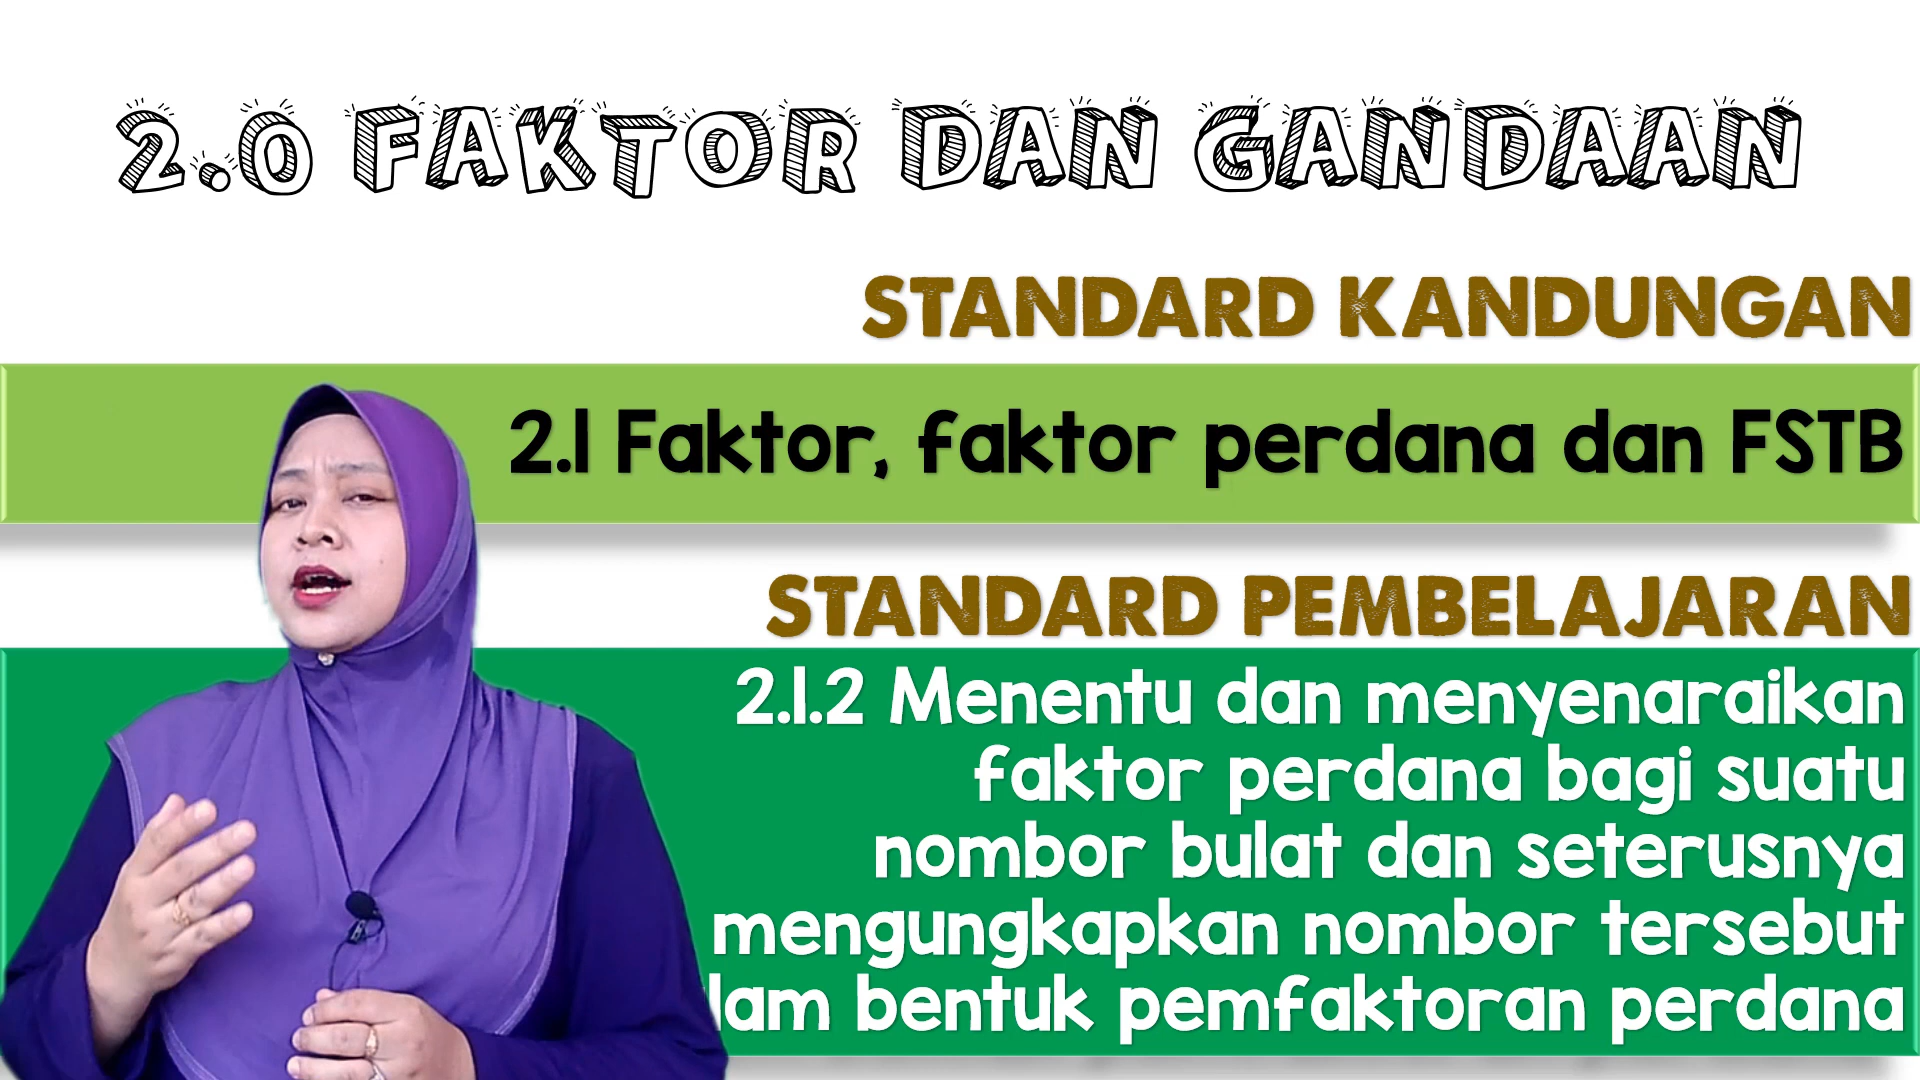 2.0 FAKTOR DAN GANDAAN
STANDARD KANDUNGAN
2.1 Faktor, faktor perdana dan FSTB
STANDARD PEMBELAJARAN
2.1.2 Menentu dan menyenaraikan
faktor perdana bagi suatu
nombor bulat dan seterusnya
mengungkapkan nombor tersebut
bentuk pemfaktoran perdana